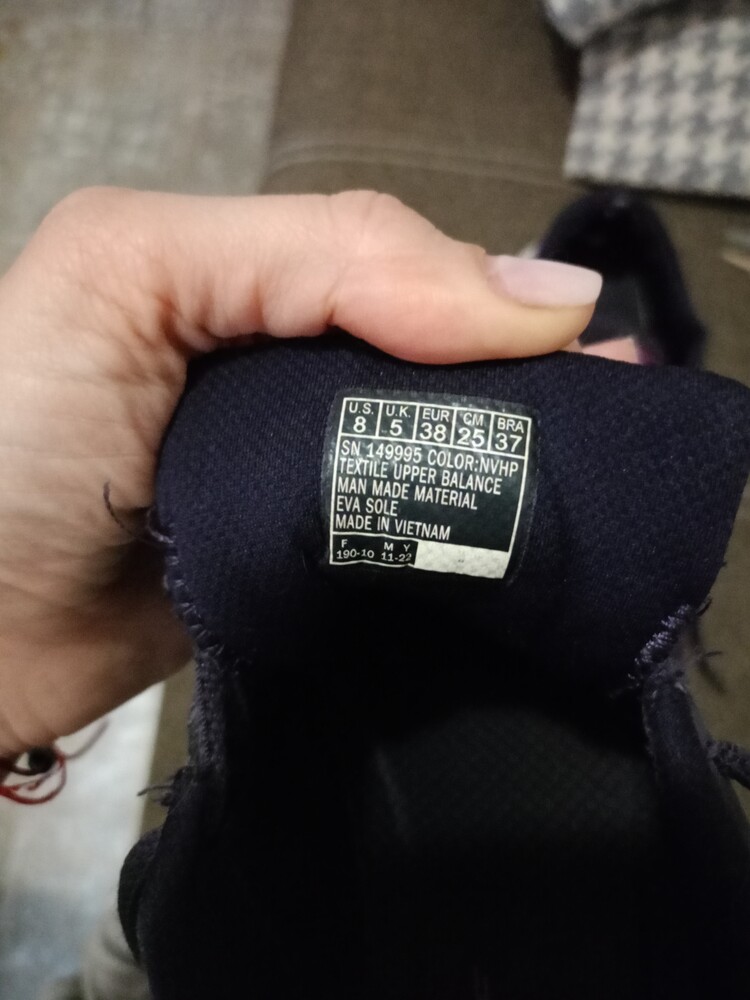 U.S. U.K. EUR CM BRA
8 5 38 25 37
SN 149995 COLOR:NVHP
TEXTILE UPPER BALANCE
MAN MADE MATERIAL
EVA SOLE
MADE IN VIETNAM
F M Y
190-10 11-22